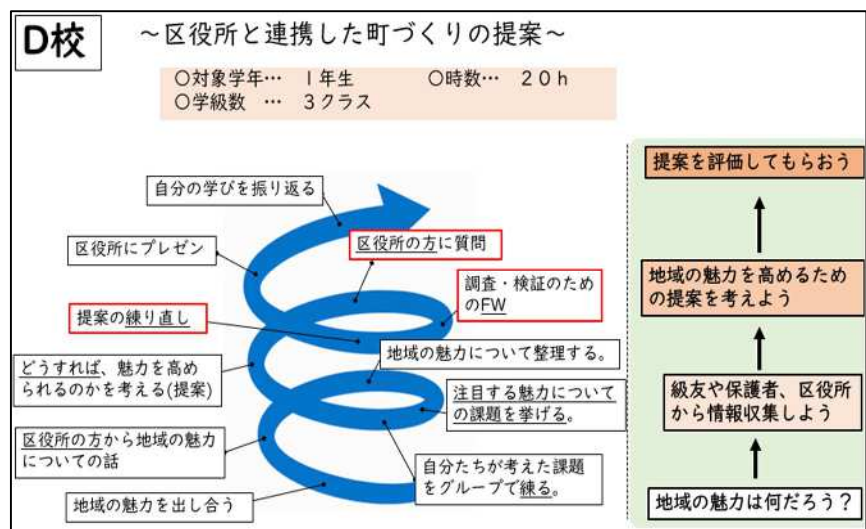 D校
～区役所と連携した町づくりの提案～
〇対象学年… 1年生 〇時数… 20h
〇学級数 … 3クラス
自分の学びを振り返る
区役所にプレゼン
区役所の方に質問
調査・検証のため
のFW
提案の練り直し
地域の魅力について整理する。
どうすれば、魅力を高め
られるのかを考える(提案)
注目する魅力について
の課題を挙げる。
区役所の方から地域の魅力
についての話
自分たちが考えた課題
をグループで練る。
地域の魅力を出し合う
提案を評価してもらおう
地域の魅力を高めるため
の提案を考えよう
級友や保護者、区役所
から情報収集しよう
地域の魅力は何だろう?